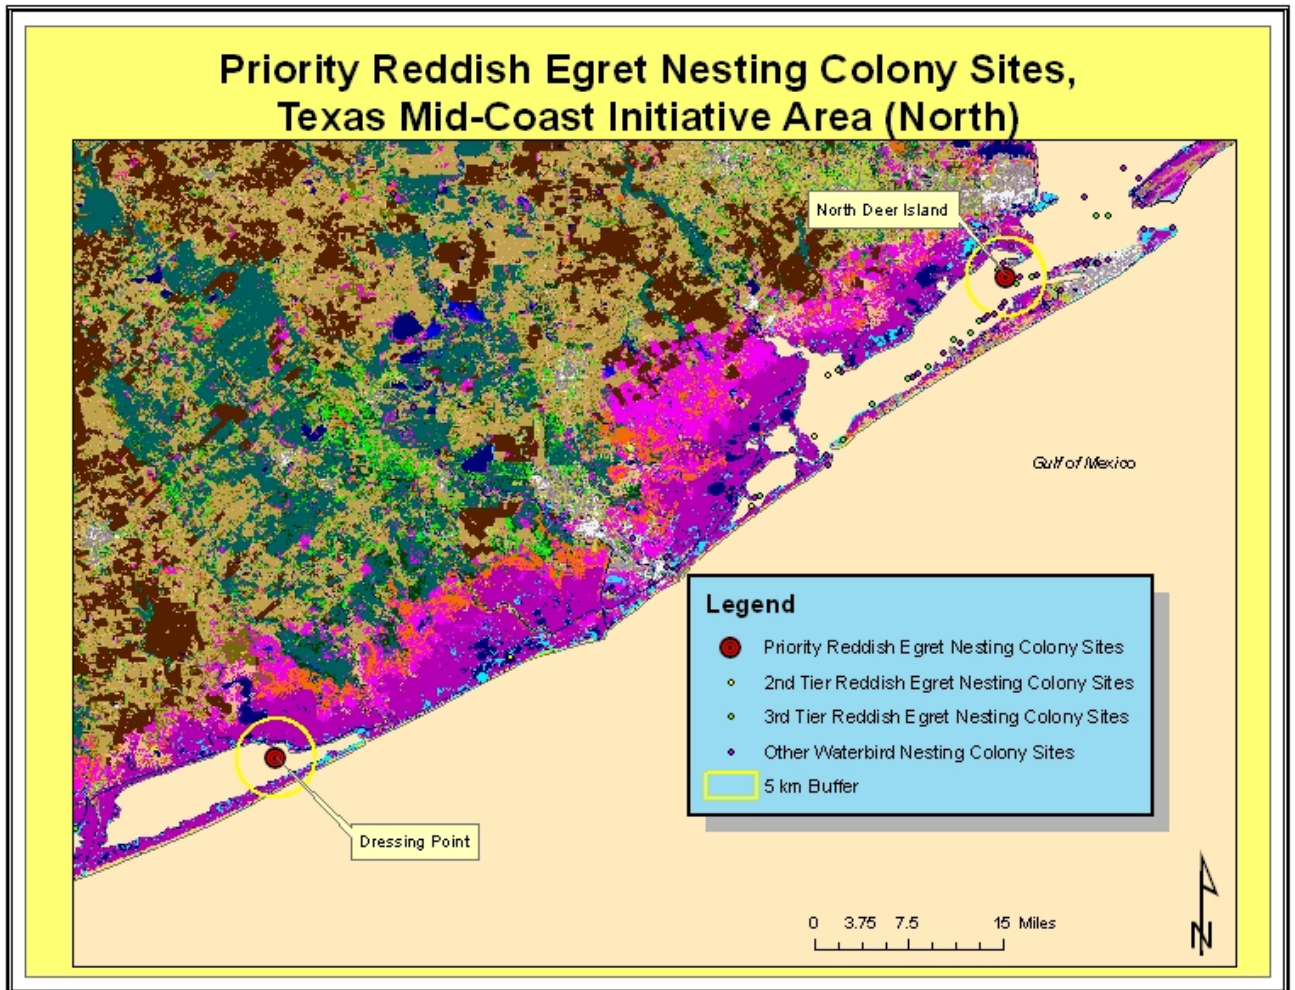 Priority Reddish Egret Nesting Colony Sites,
Texas Mid-Coast Initiative Area (North)
North Deer Island
Gulf of Mexico
Legend
Priority Reddish Egret Nesting Colony Sites
2nd Tier Reddish Egret Nesting Colony Sites
3rd Tier Reddish Egret Nesting Colony Sites
Other Waterbird Nesting Colony Sites
5 km Buffer
Dressing Point
0 3.75 7.5 15 Miles
N